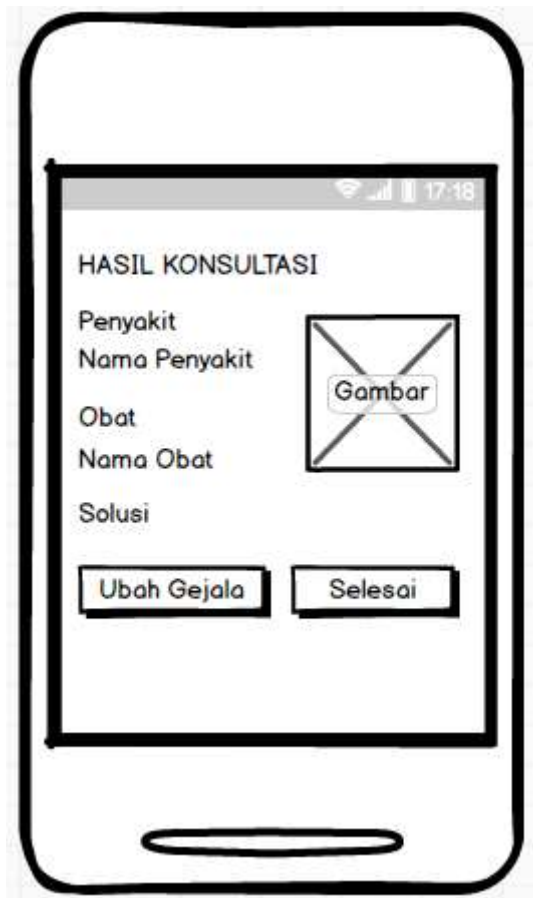 17:18
HASIL KONSULTASI
Penyakit
Nama Penyakit
Gambar
Obat
Nama Obat
Solusi
Ubah Gejala
Selesai